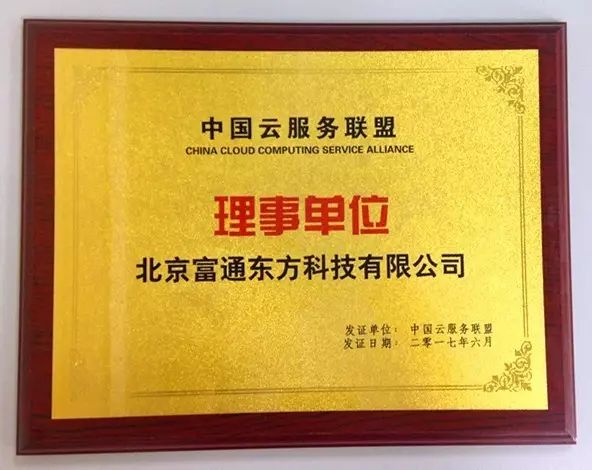 中国云服务联盟
CHINA CLOUD COMPUTING SERVICE ALLIANCE
理事单位
北京富通东方科技有限公司
发证单位：中国云服务联盟
发证日期：二零一七年六月